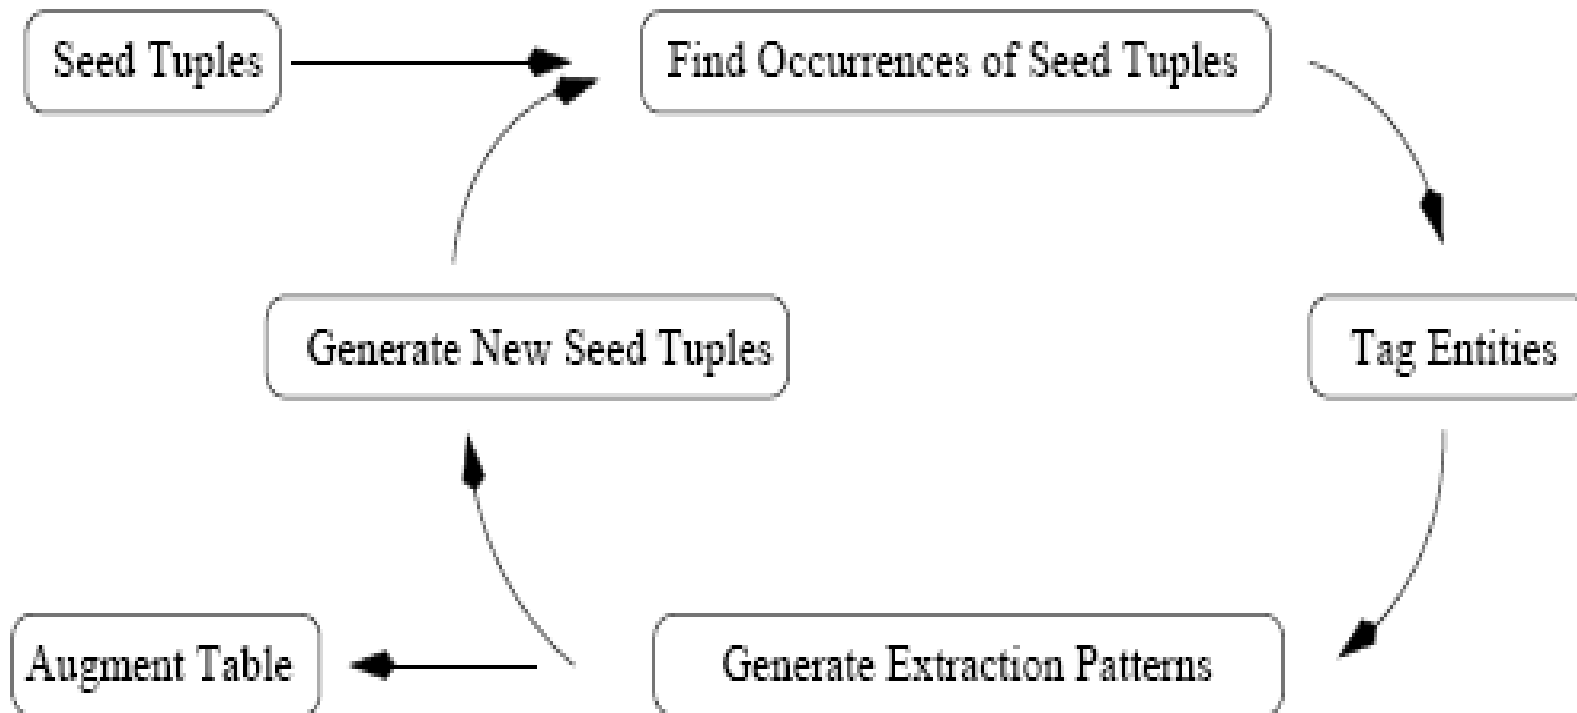 Seed Tuples
Find Occurrences of Seed Tuples
Generate New Seed Tuples
Tag Entities
Augment Table
Generate Extraction Patterns